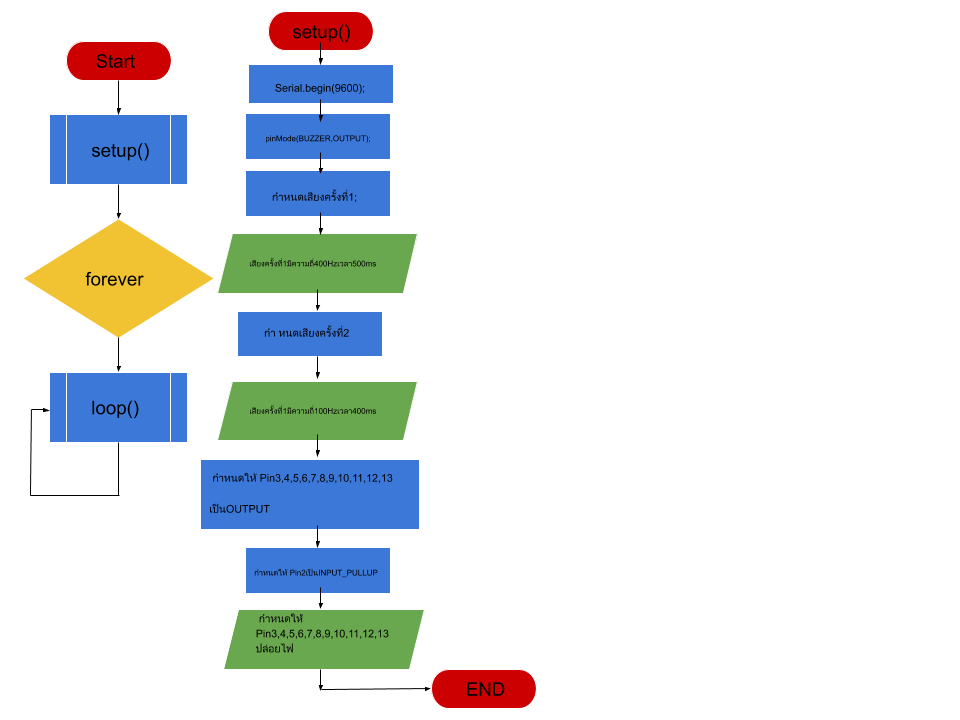 Start
setup()
forever
loop()
setup()
Serial.begin(9600);
pinMode(BUZZER,OUTPUT);
กำหนดเสียงครั้งที่1;
เสียงครั้งที่1มีความถี่400Hzเวลา500ms
กำ หนดเสียงครั้งที่2
เสียงครั้งที่1มีความถี่100Hzเวลา400ms
กำหนดให้ Pin3,4,5,6,7,8,9,10,11,12,13
เป็นOUTPUT
กำหนดให้ Pin2เป็นINPUT_PULLUP
กำหนดให้
Pin3,4,5,6,7,8,9,10,11,12,13
ปล่อยไฟ
END